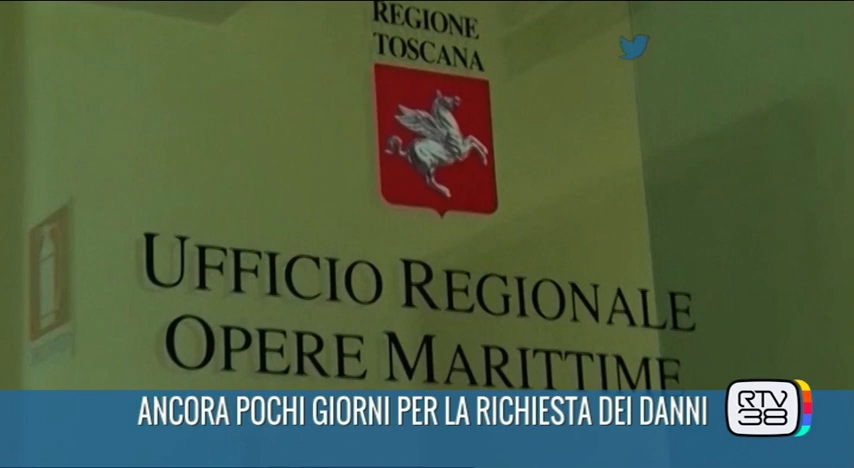 REGIONE
TOSCANA
UFFICIO REGIONALE
OPERE MARITTIME
ANCORA POCHI GIORNI PER LA RICHIESTA DEI DANNI
RTV
38